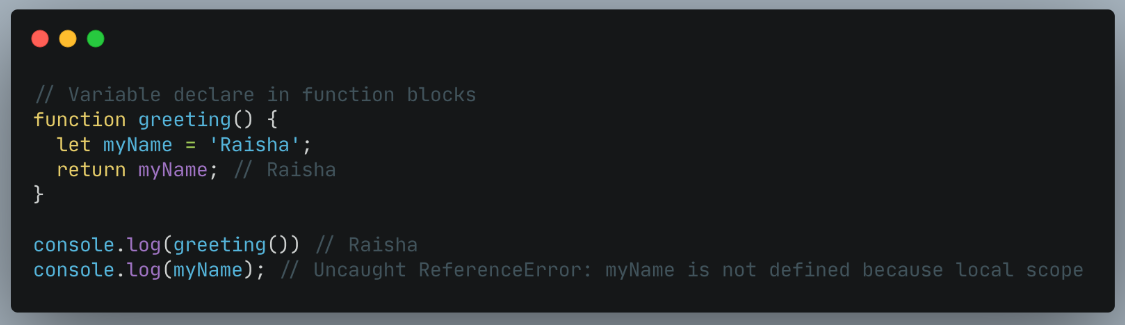 // Variable declare in function blocks
function greeting() {
  let myName = 'Raisha';
  return myName; // Raisha
}
console.log(greeting()) // Raisha
console.log(myName); // Uncaught ReferenceError: myName is not defined because local scope